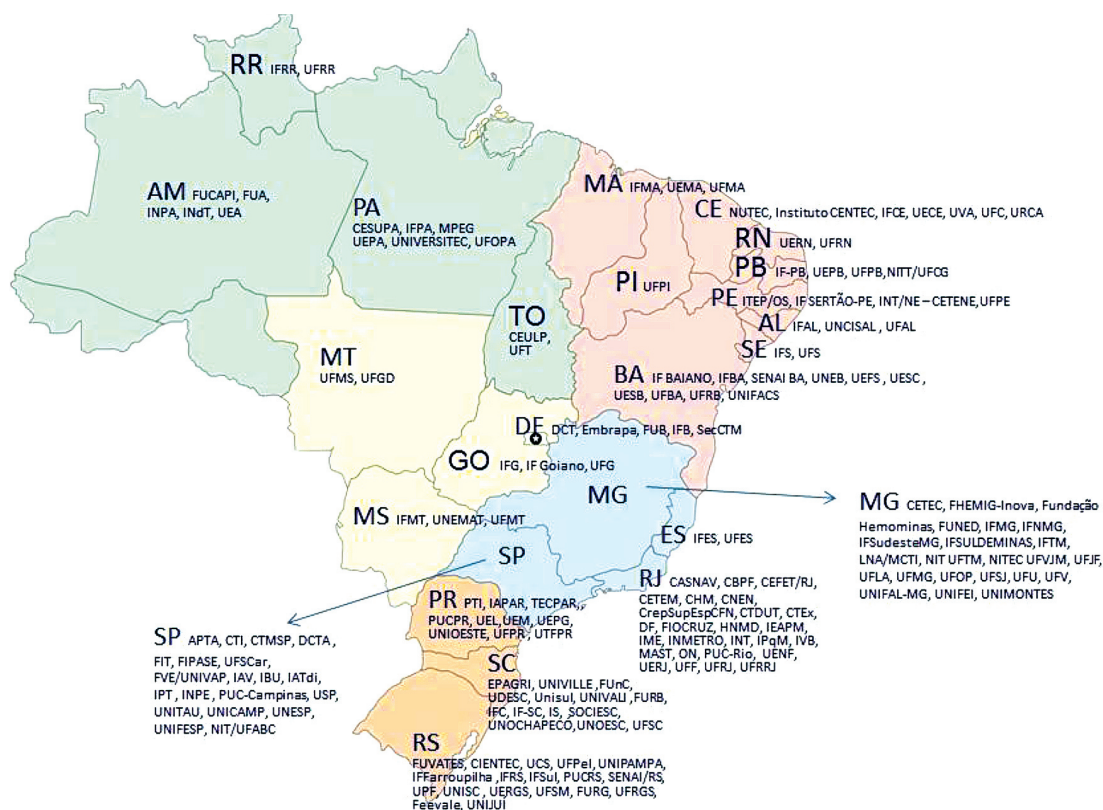 RR IFRR, UFRR
AM FUCAPI, FUA,
INPA, INdT, UEA
PA
CESUPA, IFPA, MPEG
UEPA, UNIVERSITEC, UFOPA
TO
CEULP,
UFT
MA IFMA, UEMA, UFMA
CE NUTEC, Instituto CENTEC, IFCE, UECE, UVA, UFC, URCA
RN UERN, UFRN
PB IF-PB, UEPB, UFPB,NITT/UFCG
PI UFPI
PE ITEP/OS, IF SERTÃO-PE, INT/NE – CETENE,UFPE
AL IFAL, UNCISAL , UFAL
SE IFS, UFS
BA IF BAIANO, IFBA, SENAI BA, UNEB, UEFS , UESC ,
UESB, UFBA, UFRB, UNIFACS
MT
UFMS, UFGD
DF DCT, Embrapa, FUB, IFB, SecCTM
GO IFG, IF Goiano, UFG
MS IFMT, UNEMAT, UFMT
MG
MG CETEC, FHEMIG-Inova, Fundação
Hemominas, FUNED, IFMG, IFNMG,
IFSudesteMG, IFSULDEMINAS, IFTM,
LNA/MCTI, NIT UFTM, NITEC UFVJM, UFJF,
UFLA, UFMG, UFOP, UFSJ, UFU, UFV,
UNIFAL-MG, UNIFEI, UNIMONTES
ES IFES, UFES
SP
RJ CASNAV, CBPF, CEFET/RJ,
CETEM, CHM, CNEN,
CrepSupEspCFN, CTDUT, CTEx,
DF, FIOCRUZ, HNMD, IEAPM,
IME, INMETRO, INT, IPqM, IVB,
MAST, ON, PUC-Rio, UENF,
UERJ, UFF, UFRJ, UFRRJ
SP APTA, CTI, CTMSP, DCTA,
FIT, FIPASE, UFSCar,
FVE/UNIVAP, IAV, IBU, IATdi,
IPT, INPE, PUC-Campinas, USP,
UNITAU, UNICAMP, UNESP,
UNIFESP, NIT/UFABC
PR PTI, IAPAR, TECPAR,,
PUCPR, UEL,UEM, UEPG,
UNIOESTE, UFPR, UTFPR
SC
EPAGRI, UNIVILLE, FUnC,
UDESC, Unisul, UNIVALI, FURB,
IFC, IF-SC, IS, SOCIESC,
UNOCHAPECÓ,UNOESC, UFSC
RS
FUVATES, CIENTEC, UCS, UFPel, UNIPAMPA,
IFFarroupilha ,IFRS, IFSul, PUCRS, SENAI/RS,
UPF, UNISC , UERGS, UFSM, FURG, UFRGS,
Feevale, UNIJUI